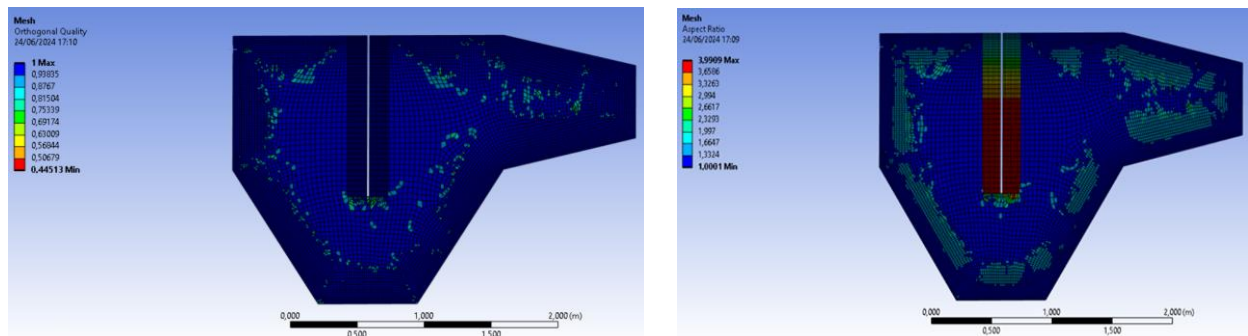 Mesh
Orthogonal Quality
24/06/2024 17:10
1 Max
0,93835
0,8767
0,81504
0,75339
0,69174
0,63009
0,56844
0,50679
0.44513 Min
0,000
1,000
2,000 (m)
0,500
1,500
Mesh
Aspect Ratio
24/06/2024 17:09
3,9909 Max
3,6586
3,3263
2,994
2,6617
2,3293
1,997
1,6647
1,3324
1,0001 Min
0,000
1,000
2,000 (m)
0,500
1,500